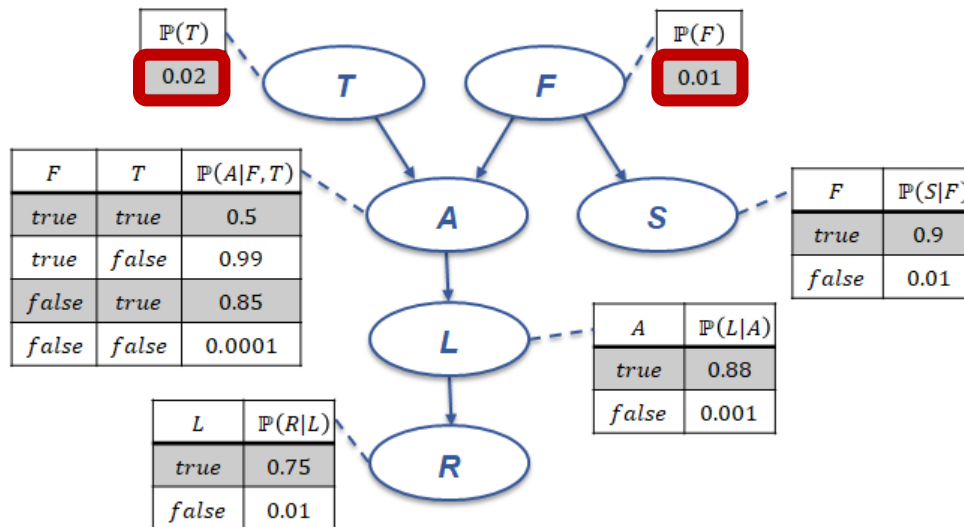 ℙ(T)
0.02
T
F
ℙ(F)
0.01
F T ℙ(A|F,T)
true true 0.5
true false 0.99
false true 0.85
false false 0.0001
A
S
F ℙ(S|F)
true 0.9
false 0.01
L
A ℙ(L|A)
true 0.88
false 0.001
L ℙ(R|L)
true 0.75
false 0.01
R